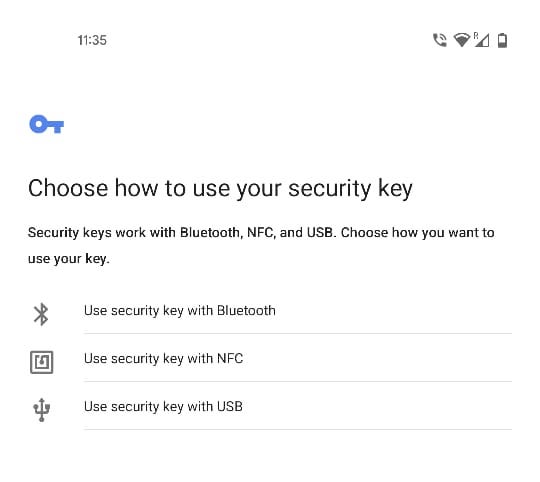 11:35
R
Choose how to use your security key
Security keys work with Bluetooth, NFC, and USB. Choose how you want to
use your key.
Use security key with Bluetooth
Use security key with NFC
Use security key with USB